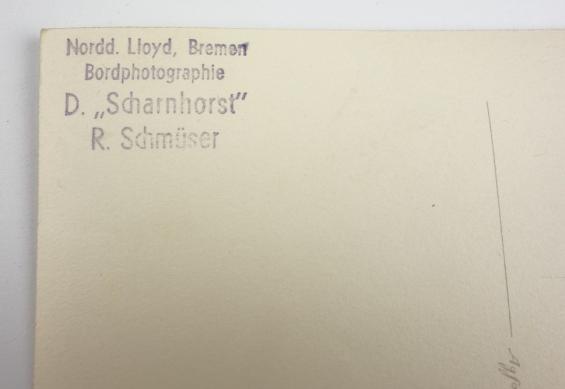 Nordd. Lloyd, Bremen
Bordphotographie
D. „Scharnhorst"
R. Schmüser